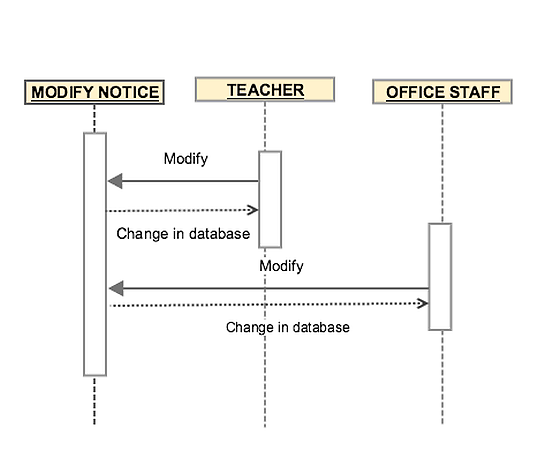 MODIFY NOTICE
TEACHER
OFFICE STAFF
Modify
Change in database
Modify
Change in database